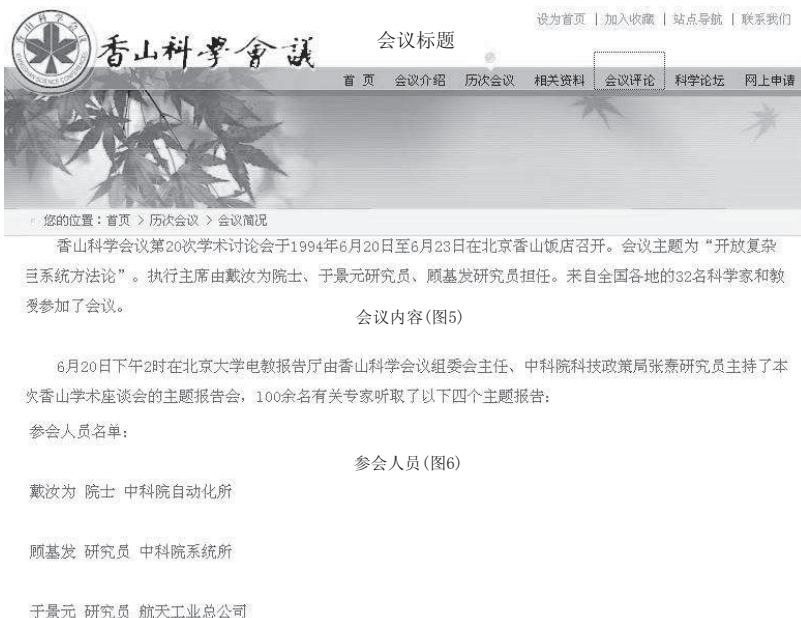 设为首页 | 加入收藏 | 站点导航 | 联系我们
香山科學會議
会议标题
首 页 会议介绍 历次会议 相关资料 会议评论 科学论坛 网上申请
您的位置：首页 > 历次会议 > 会议简况
香山科学会议第20次学术讨论会于1994年6月20日至6月23日在北京香山饭店召开。会议主题为“开放复杂
巨系统方法论”。执行主席由戴汝为院士、于景元研究员、顾基发研究员担任。来自全国各地的32名科学家和教
授参加了会议。
会议内容(图5)
6月20日下午2时在北京大学电教报告厅由香山科学会议组委会主任、中科院科技政策局张焘研究员主持了本
次香山学术座谈会的主题报告会，100余名有关专家听取了以下四个主题报告:
参会人员名单:
参会人员(图6)
戴汝为 院士 中科院自动化所
顾基发 研究员 中科院系统所
于景元 研究员 航天工业总公司